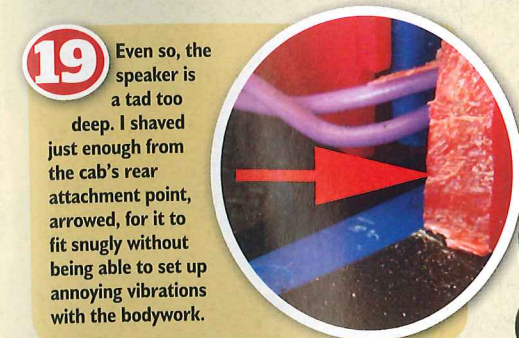 19 Even so, the
speaker is
a tad too
deep. I shaved
just enough from
the cab's rear
attachment point,
arrowed, for it to
fit snugly without
being able to set up
annoying vibrations
with the bodywork.